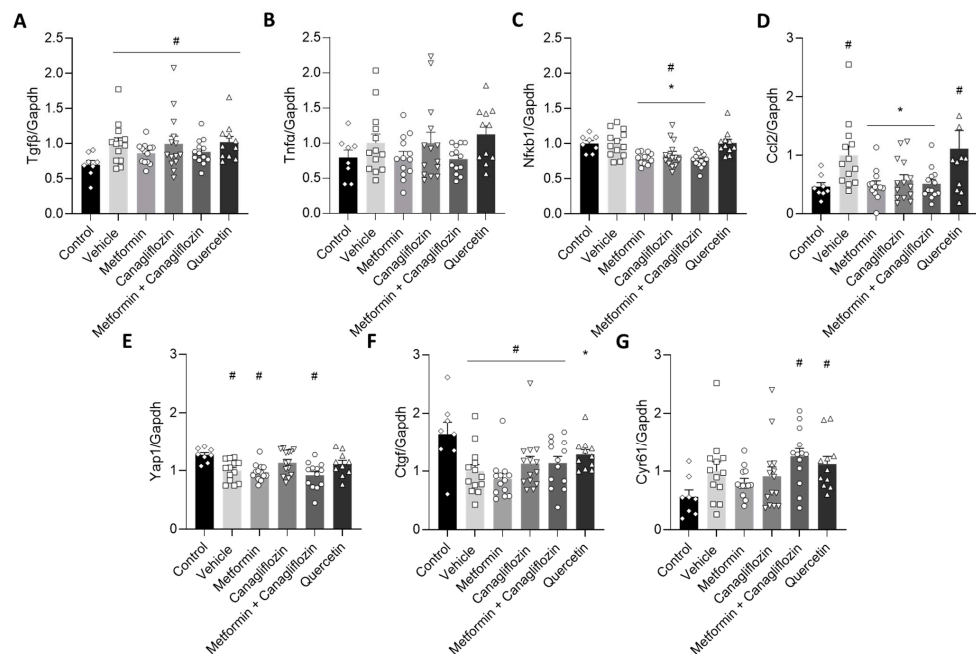 A
Tgfβ/Gapdh
2.5
2.0
1.5
1.0
0.5
0.0
#
Control
Vehicle
Metformin
Canagliflozin
Metformin + Canagliflozin
Quercetin
B
Tnfα/Gapdh
2.5
2.0
1.5
1.0
0.5
0.0
Control
Vehicle
Metformin
Canagliflozin
Metformin + Canagliflozin
Quercetin
C
Nfkb1/Gapdh
2.5
2.0
1.5
1.0
0.5
0.0
#
*
Control
Vehicle
Metformin
Canagliflozin
Metformin + Canagliflozin
Quercetin
D
Ccl2/Gapdh
3
2
1
0
#
*
#
Control
Vehicle
Metformin
Canagliflozin
Metformin + Canagliflozin
Quercetin
E
Yap1/Gapdh
3
2
1
0
# # #
Control
Vehicle
Metformin
Canagliflozin
Metformin + Canagliflozin
Quercetin
F
Ctgf/Gapdh
3
2
1
0
# *
Control
Vehicle
Metformin
Canagliflozin
Metformin + Canagliflozin
Quercetin
G
Cyr61/Gapdh
3
2
1
0
# #
Control
Vehicle
Metformin
Canagliflozin
Metformin + Canagliflozin
Quercetin